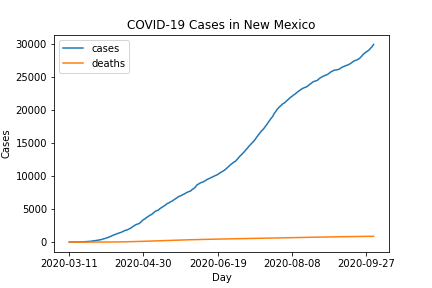 COVID-19 Cases in New Mexico
cases
deaths
30000
25000
20000
15000
10000
5000
0
Cases
2020-03-11 2020-04-30 2020-06-19 2020-08-08 2020-09-27
Day